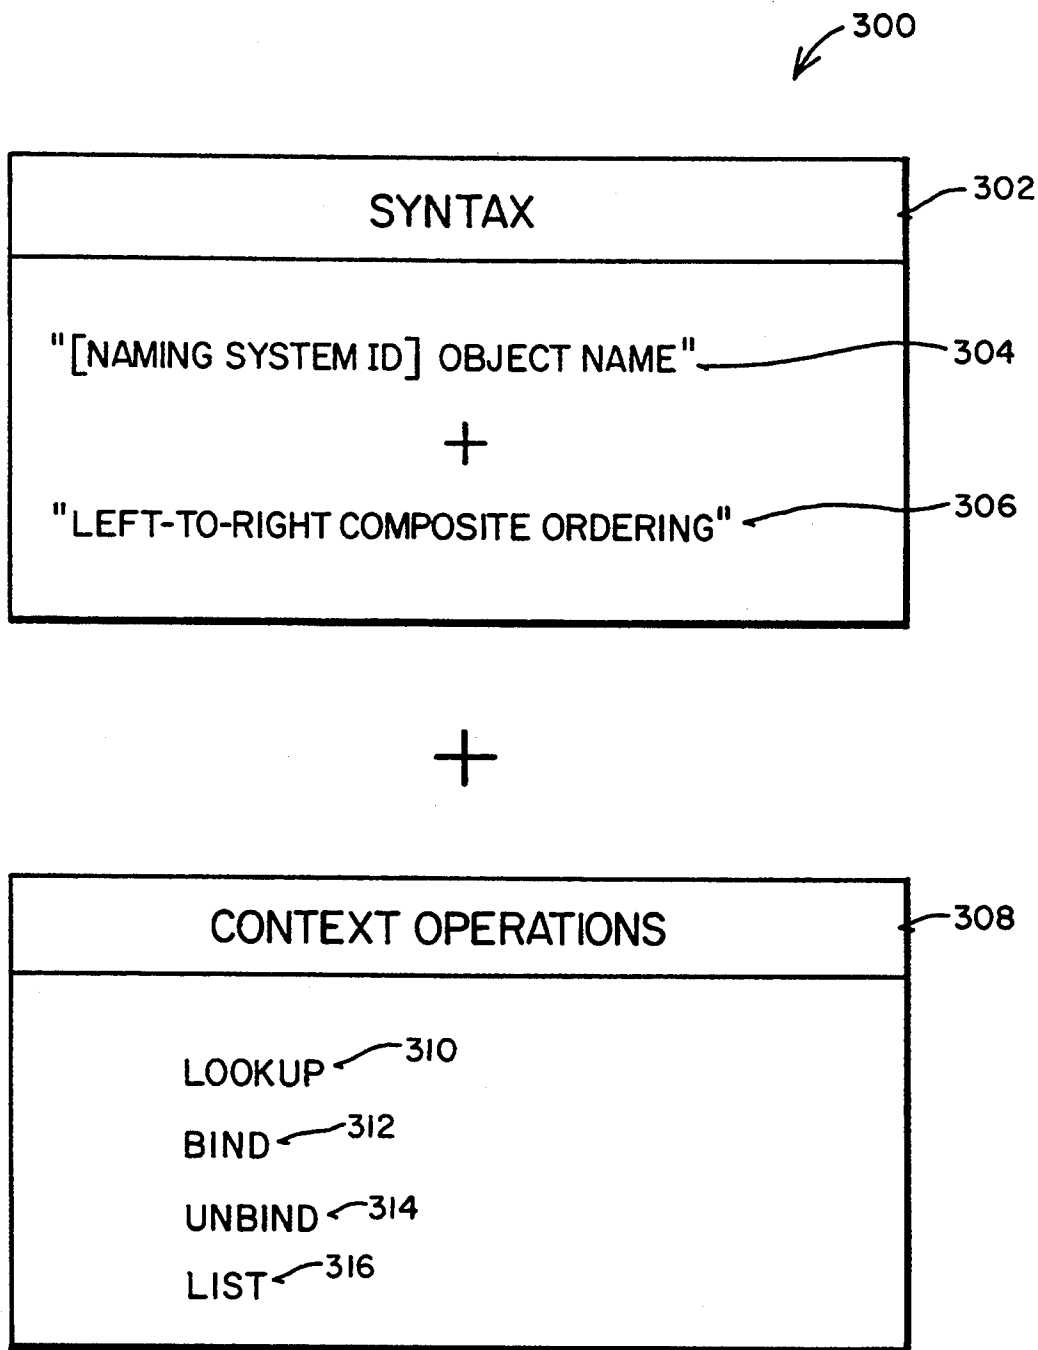 300
SYNTAX
302
"[NAMING SYSTEM ID] OBJECT NAME"
304
+
"LEFT-TO-RIGHT COMPOSITE ORDERING"
306
+
CONTEXT OPERATIONS
308
LOOKUP
310
BIND
312
UNBIND
314
LIST
316